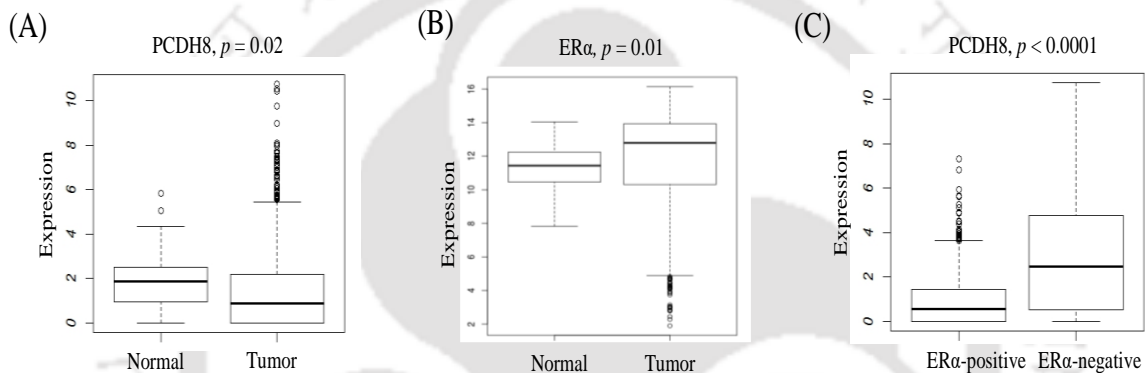 (A)
PCDH8, p = 0.02
Expression
10
8
6
4
2
0
Normal Tumor
(B)
ERα, p = 0.01
Expression
16
14
12
10
8
6
4
2
Normal Tumor
(C)
PCDH8, p < 0.0001
Expression
10
8
6
4
2
0
ERα-positive ERα-negative